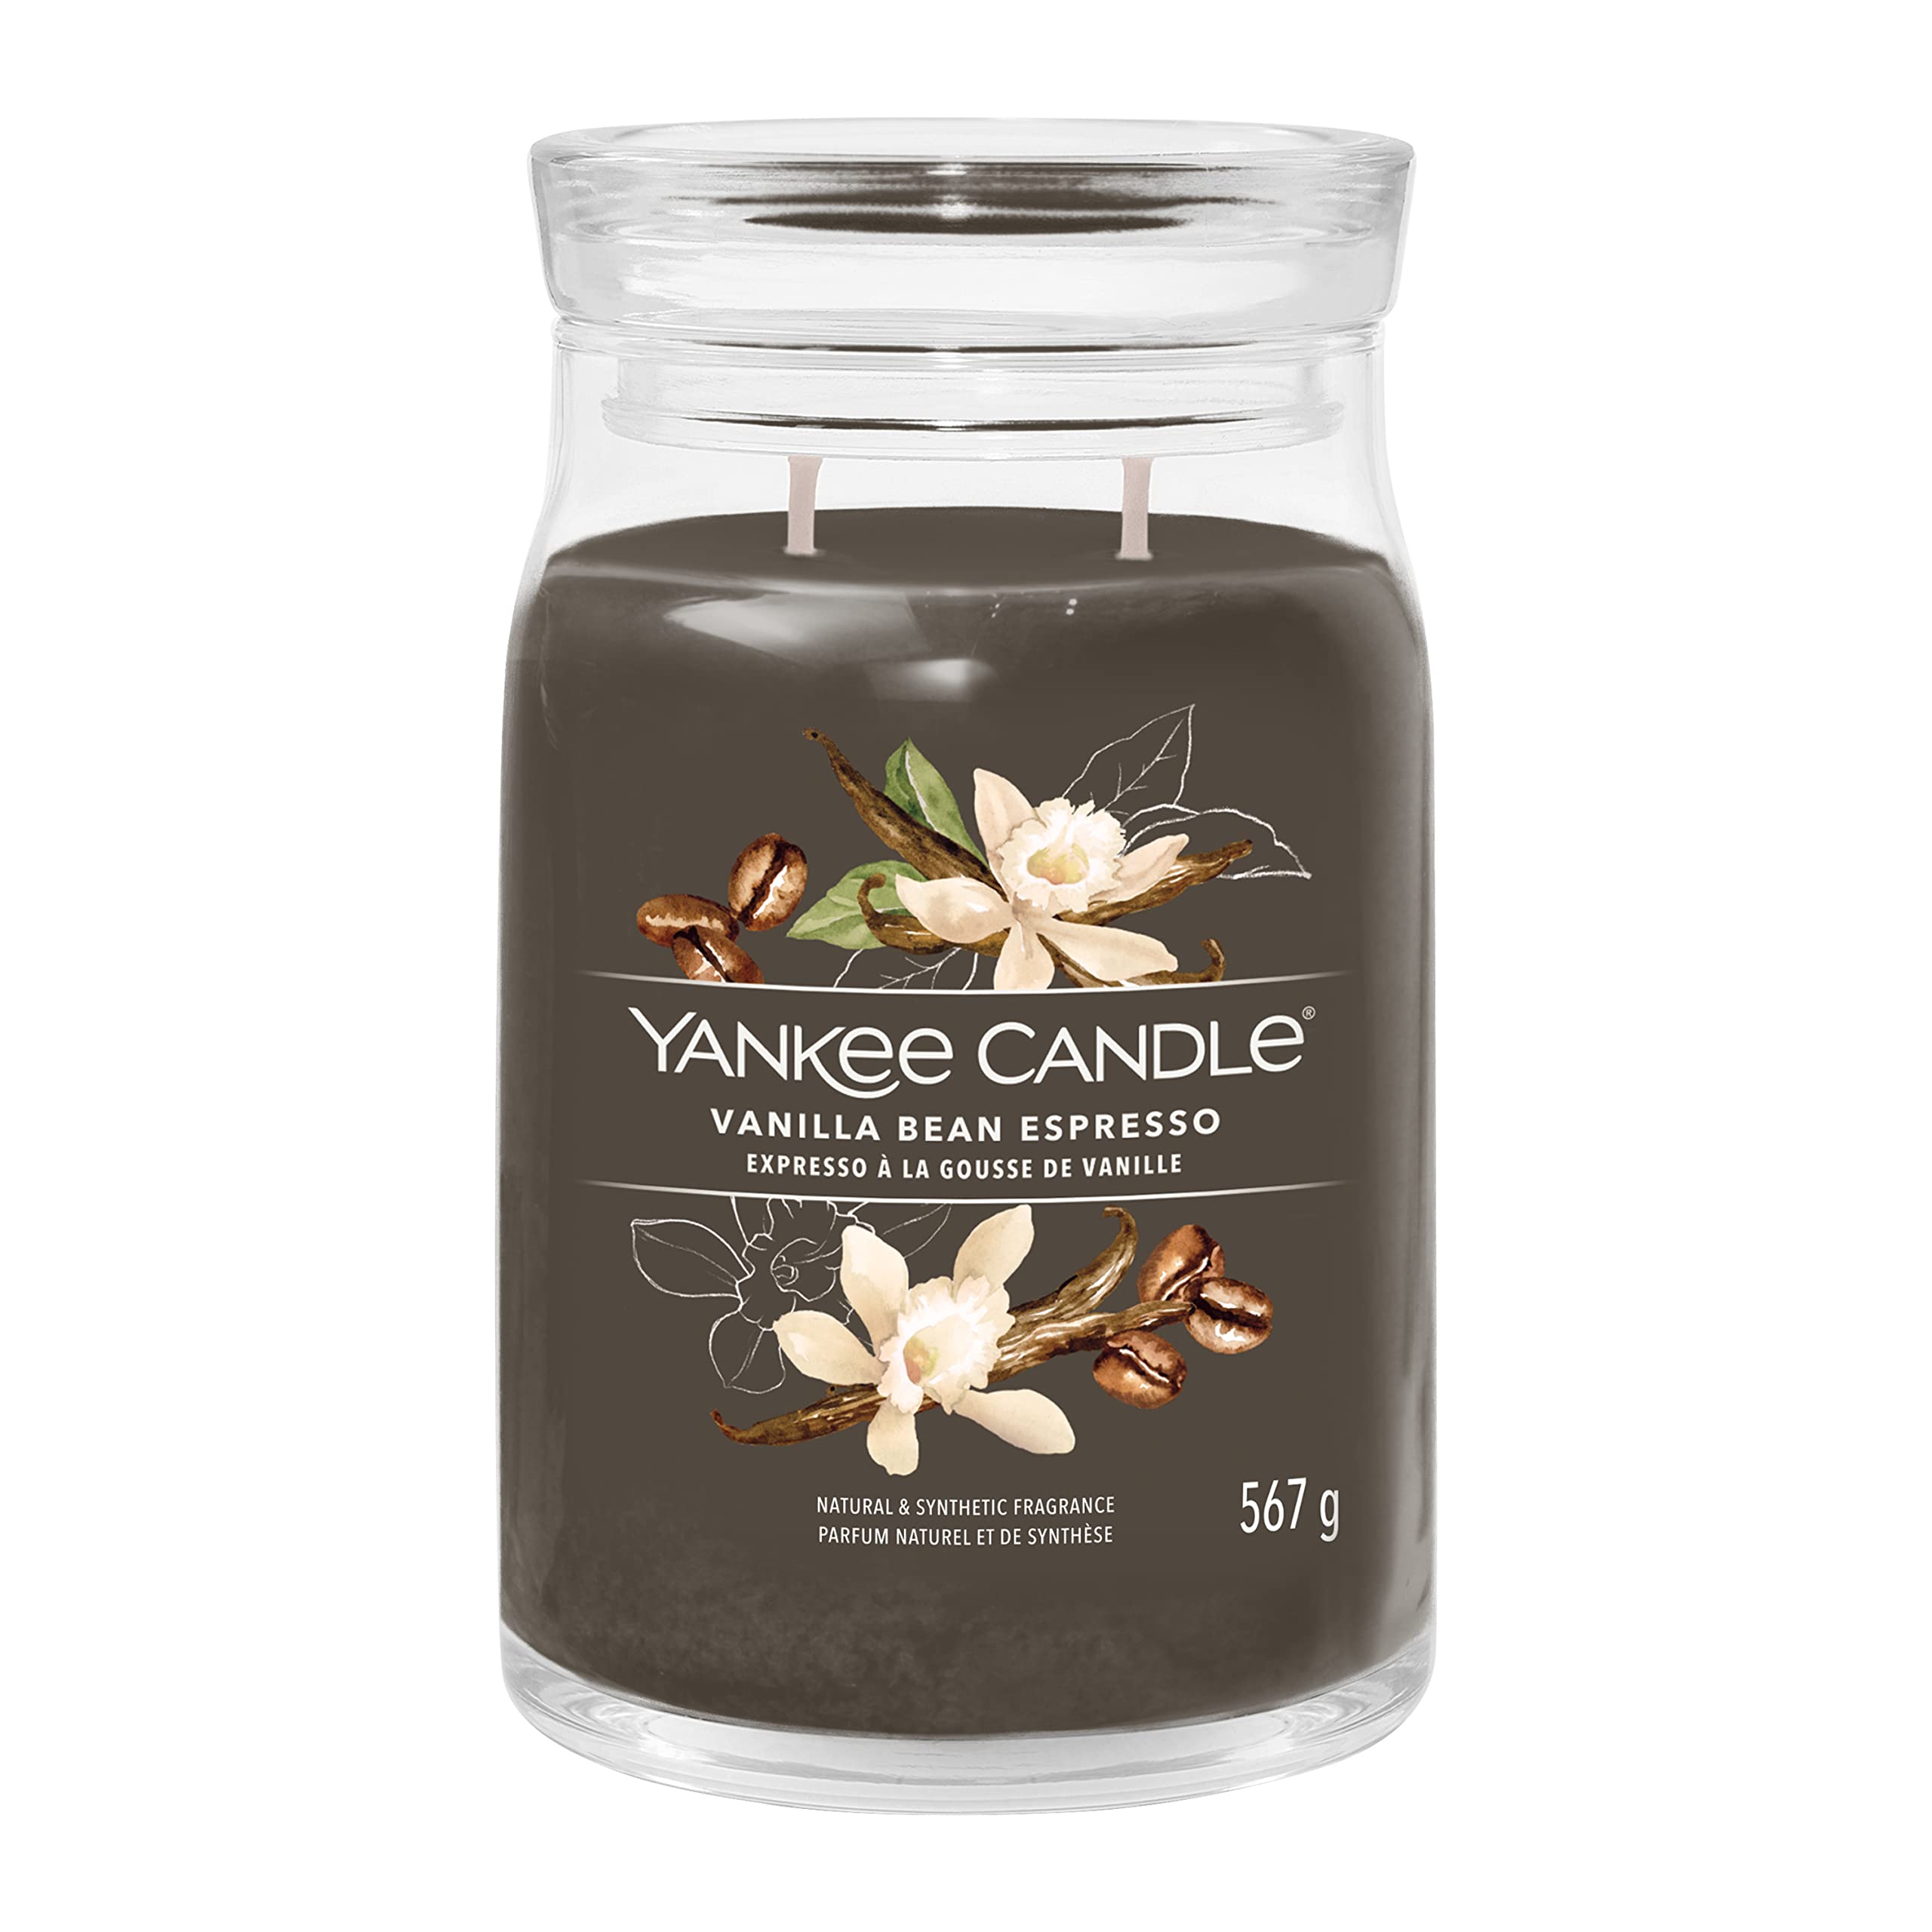 YANKEE CANDLE®
VANILLA BEAN ESPRESSO
EXPRESSO À LA GOUSSE DE VANILLE
NATURAL & SYNTHETIC FRAGRANCE
PARFUM NATUREL ET DE SYNTHÈSE
567 g